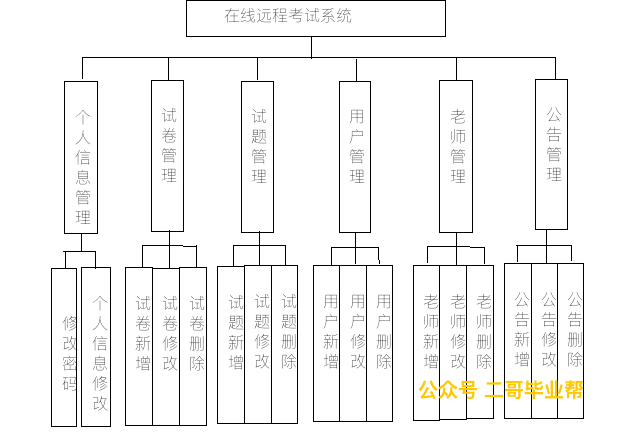 在线远程考试系统
个人信息管理
试卷管理
试题管理
用户管理
老师管理
公告管理
修改密码
个人信息修改
试卷新增
试卷修改
试卷删除
试题新增
试题修改
试题删除
用户新增
用户修改
用户删除
老师新增
老师修改
老师删除
公告新增
公告修改
公告删除
公众号 二哥毕业帮